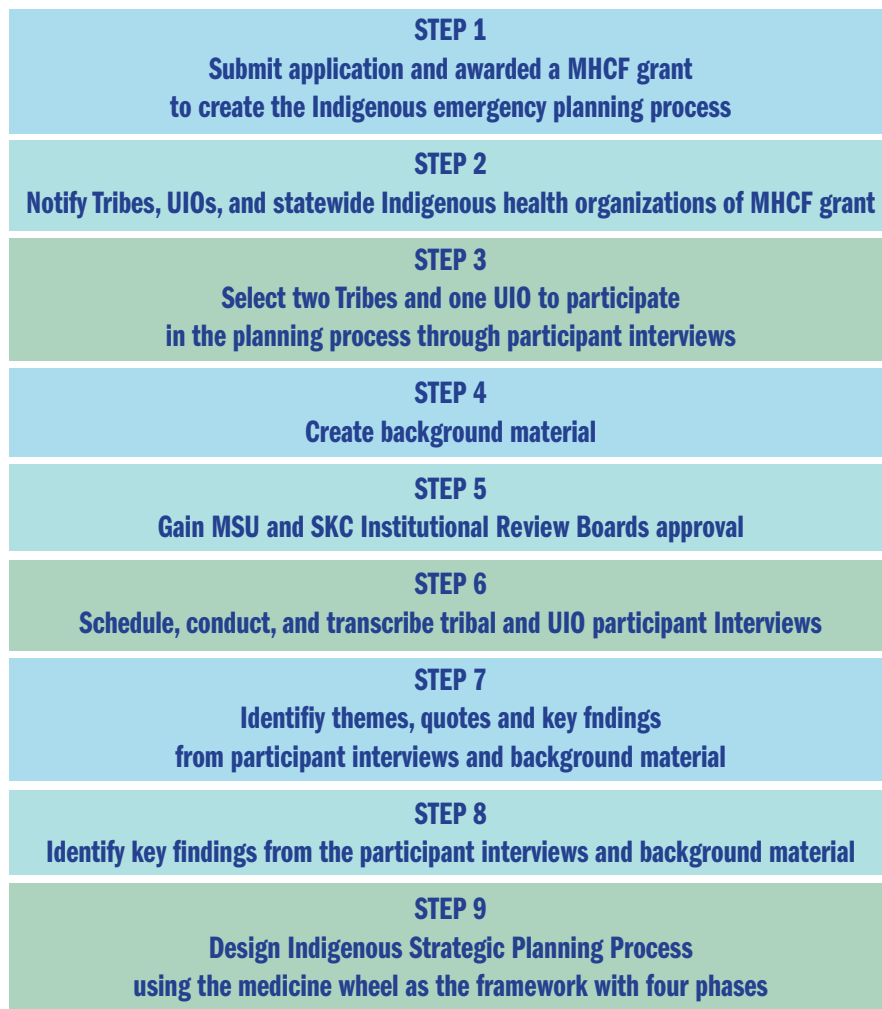 STEP 1
Submit application and awarded a MHCF grant
to create the Indigenous emergency planning process
STEP 2
Notify Tribes, UIOs, and statewide Indigenous health organizations of MHCF grant
STEP 3
Select two Tribes and one UIO to participate
in the planning process through participant interviews
STEP 4
Create background material
STEP 5
Gain MSU and SKC Institutional Review Boards approval
STEP 6
Schedule, conduct, and transcribe tribal and UIO participant Interviews
STEP 7
Identifiy themes, quotes and key fndings
from participant interviews and background material
STEP 8
Identify key findings from the participant interviews and background material
STEP 9
Design Indigenous Strategic Planning Process
using the medicine wheel as the framework with four phases